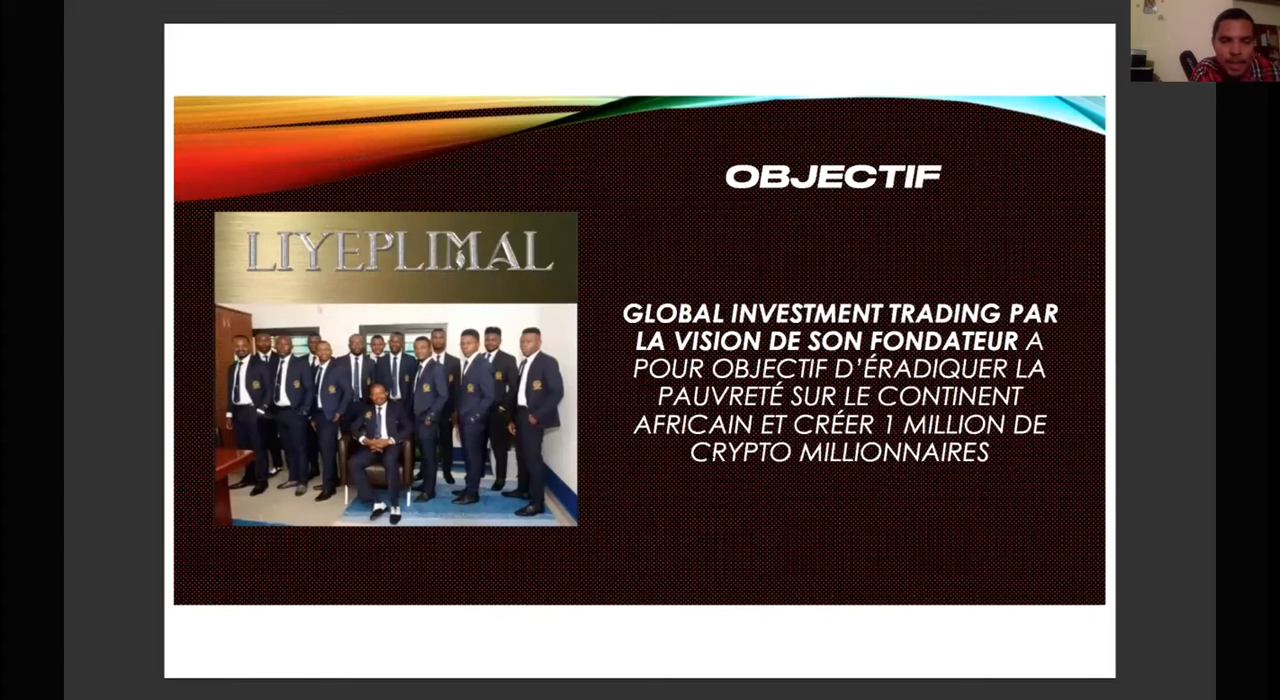 OBJECTIF
LIYEPLIMAL
GLOBAL INVESTMENT TRADING PAR
LA VISION DE SON FONDATEUR A
POUR OBJECTIF D’ÉRADIQUER LA
PAUVRETÉ SUR LE CONTINENT
AFRICAIN ET CRÉER 1 MILLION DE
CRYPTO MILLIONNAIRES